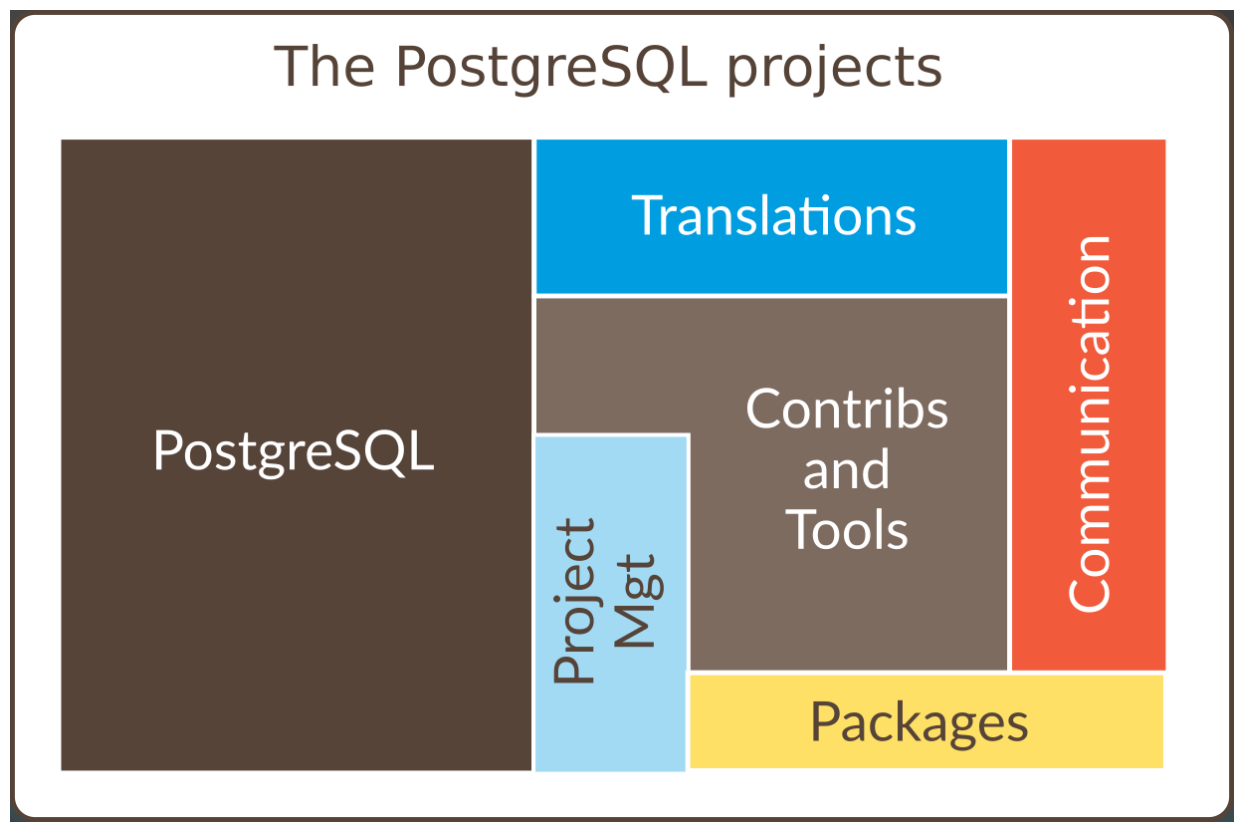 The PostgreSQL projects
PostgreSQL
Translations
Contribs
and
Tools
Communication
Project
Mgt
Packages